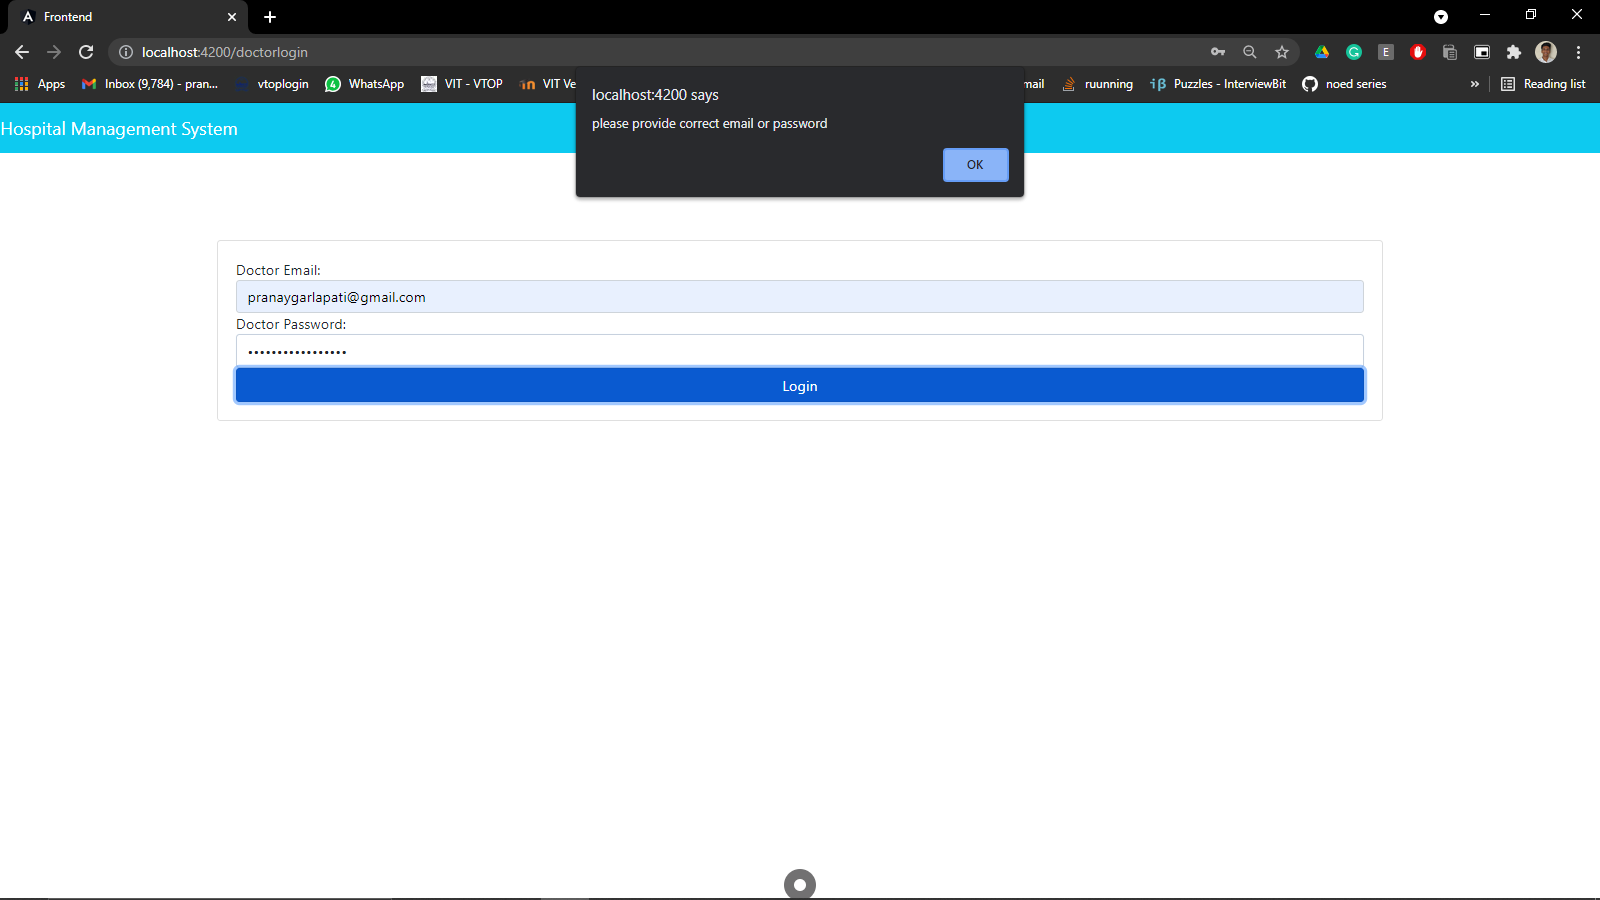 Frontend
localhost:4200/doctorlogin
Apps
Inbox (9,784) - pran...
vtoplogin
WhatsApp
VIT - VTOP
VIT Ve
mail
ruunning
Puzzles - InterviewBit
noed series
»
Reading list
localhost:4200 says
please provide correct email or password
OK
Hospital Management System
Doctor Email:
pranaygarlapati@gmail.com
Doctor Password:
•••••••••••••••••
Login